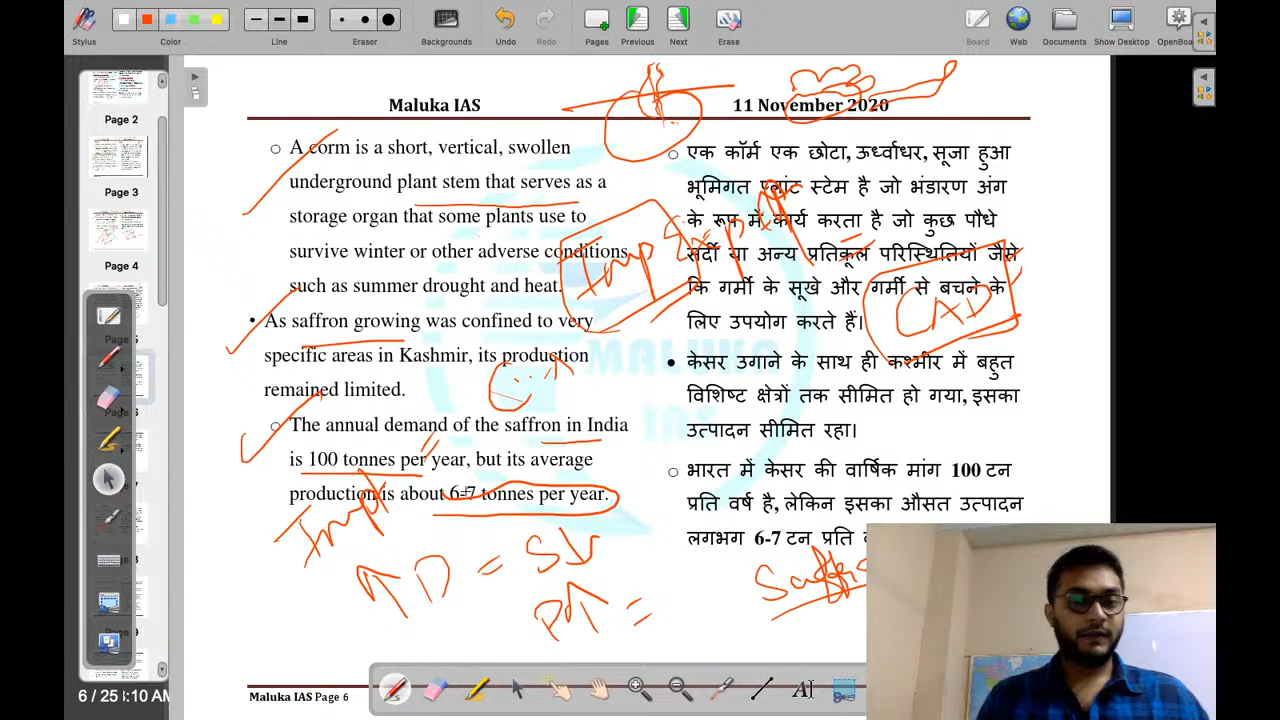 Stylus
Color
Line
Eraser
Backgrounds
Undo
Redo
Pages
Previous
Next
Erase
Board
Web
Documents
Show Desktop
OpenBoa
Page 2
Page 3
Page 4
Maluka IAS
11 November 2020
A corm is a short, vertical, swollen
underground plant stem that serves as a
storage organ that some plants use to
survive winter or other adverse conditions,
such as summer drought and heat.
• As saffron growing was confined to very
specific areas in Kashmir, its production
remained limited.
The annual demand of the saffron in India
is 100 tonnes per year, but its average
production is about 6-7 tonnes per year.
एक कॉर्म एक छोटा, ऊर्ध्वाधर, सूजा हुआ
भूमिगत प्लांट स्टेम है जो भंडारण अंग
के रूप में कार्य करता है जो कुछ पौधे
सर्दी या अन्य प्रतिकूल परिस्थितियों जैसे
कि गर्मी के सूखे और गर्मी से बचने के
लिए उपयोग करते हैं।
• केसर उगाने के साथ ही कश्मीर में बहुत
विशिष्ट क्षेत्रों तक सीमित हो गया, इसका
उत्पादन सीमित रहा।
भारत में केसर की वार्षिक मांग 100 टन
प्रति वर्ष है, लेकिन इसका औसत उत्पादन
लगभग 6-7 टन प्रति
CAD
↑ D = S↓
P↑ =
MALUKA
IAS
6 / 25
3:10 AM
Maluka IAS Page 6